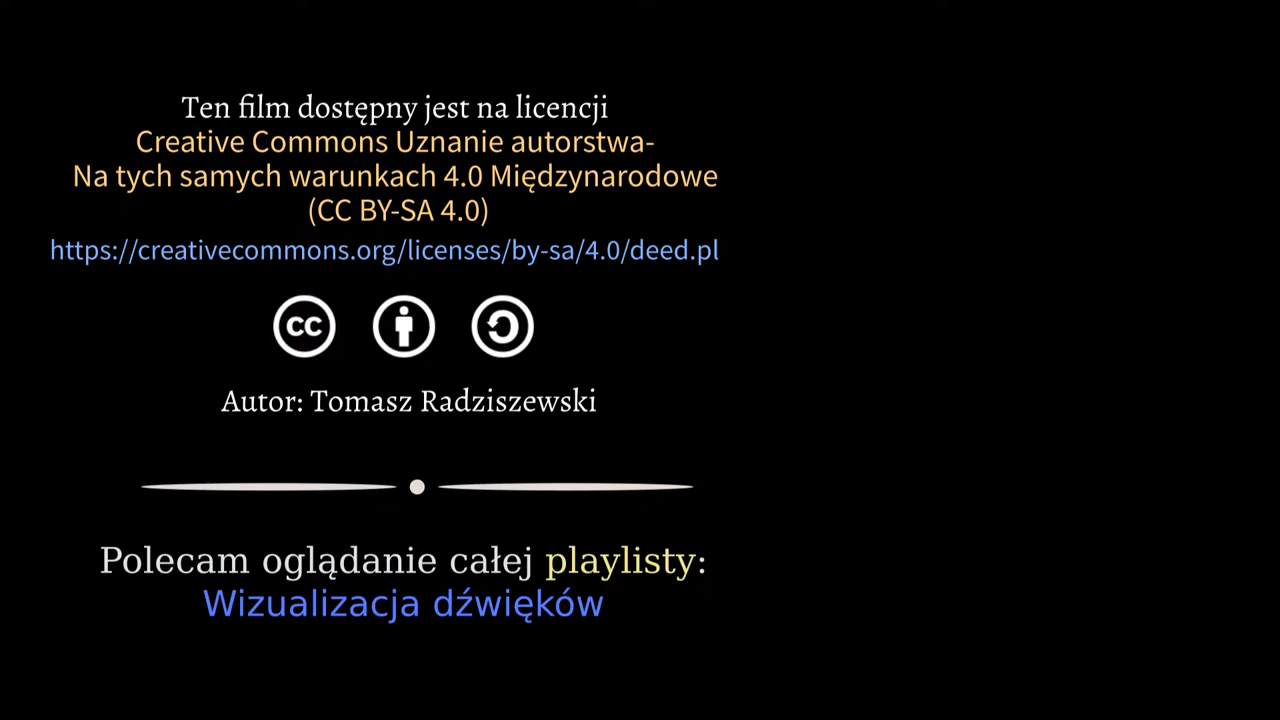 Ten film dostępny jest na licencji
Creative Commons Uznanie autorstwa-
Na tych samych warunkach 4.0 Międzynarodowe
(CC BY-SA 4.0)
https://creativecommons.org/licenses/by-sa/4.0/deed.pl
cc
Autor: Tomasz Radziszewski
Polecam oglądanie całej playlisty:
Wizualizacja dźwięków